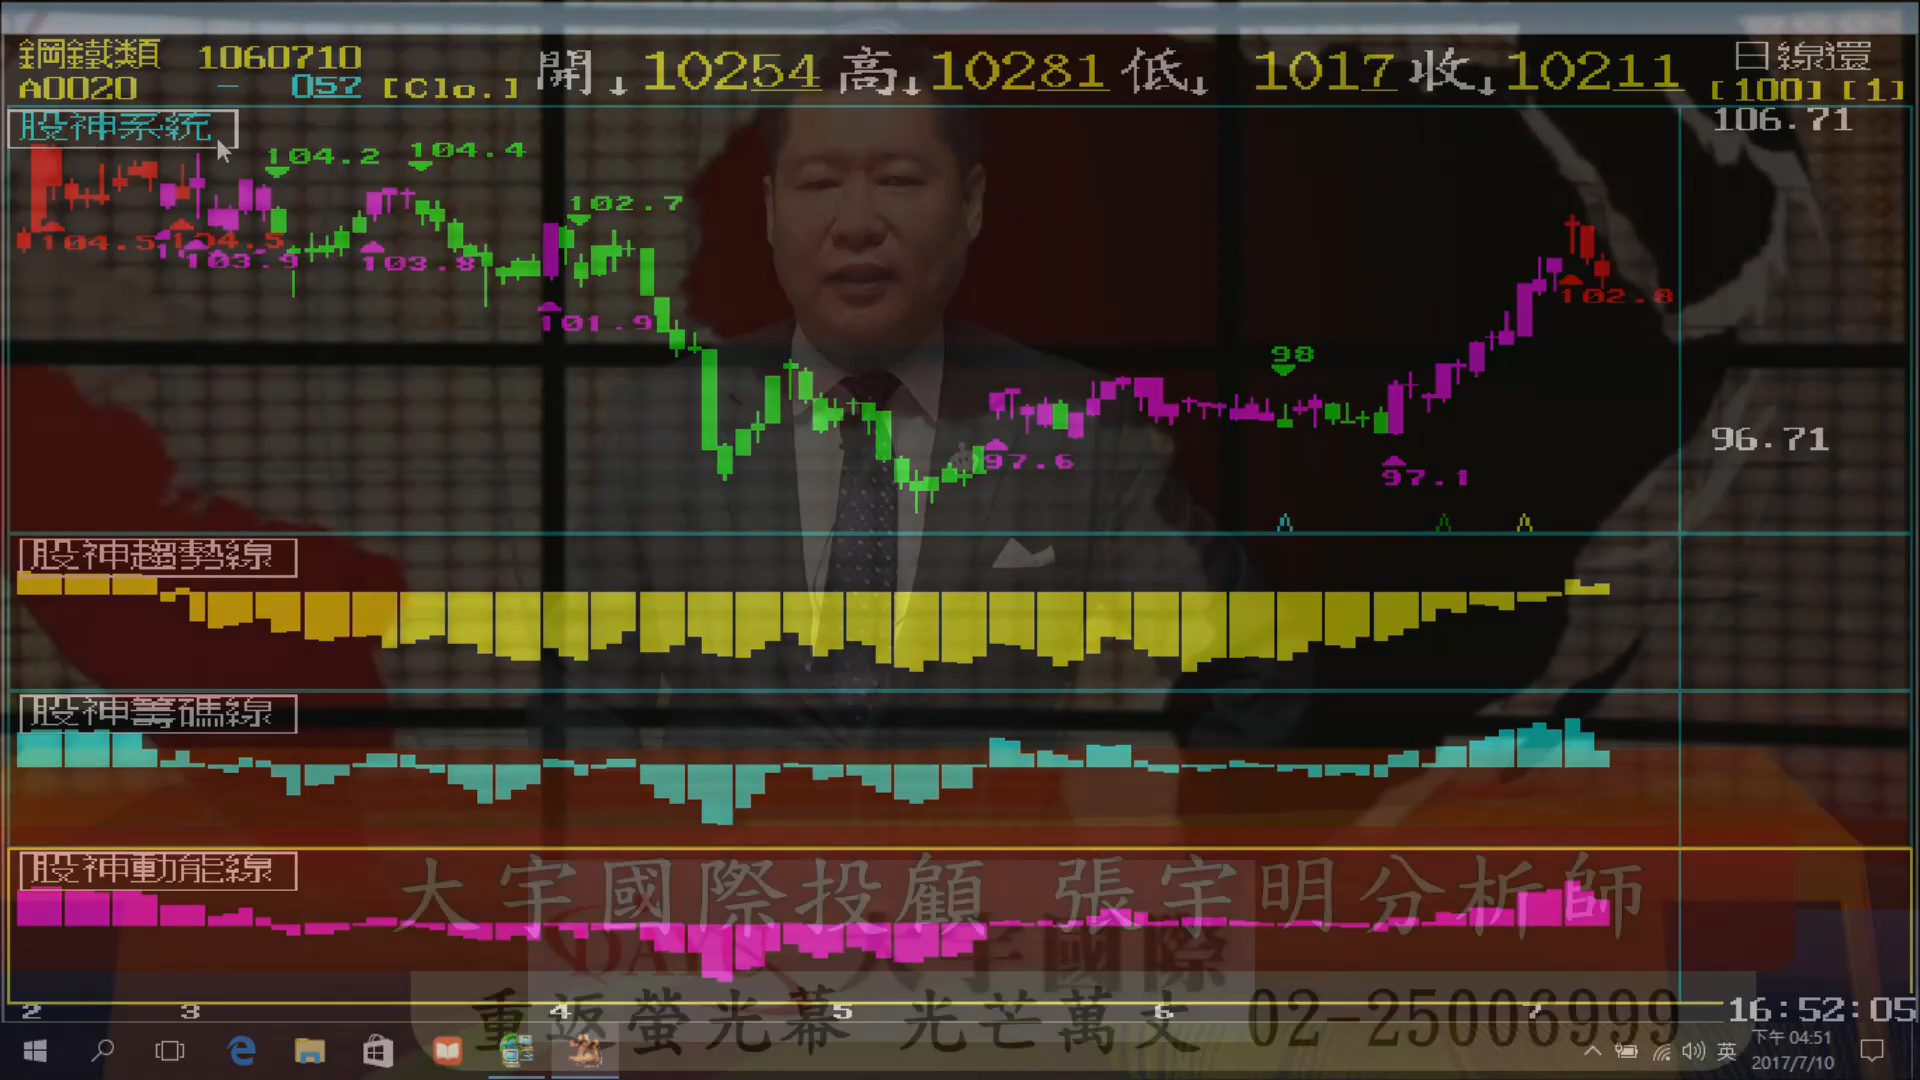 鋼鐵類 1060710 開↓10254 高↓10281 低↓ 1017 收↓10211 日線還
A0020 - 057 [Clo.] [100][1]
股神系統 106.71
104.2 104.4
102.7
104.5 104.5
103.9 103.8
102.8
101.9
98
96.71
97.6
97.1
股神趨勢線
股神籌碼線
股神動能線
大宇國際投顧 張宇明分析師
大宇國際
2 3 4 5 6 7 16:52:05
重返螢光幕 光芒萬丈 02-25006999
英 下午 04:51
2017/7/10